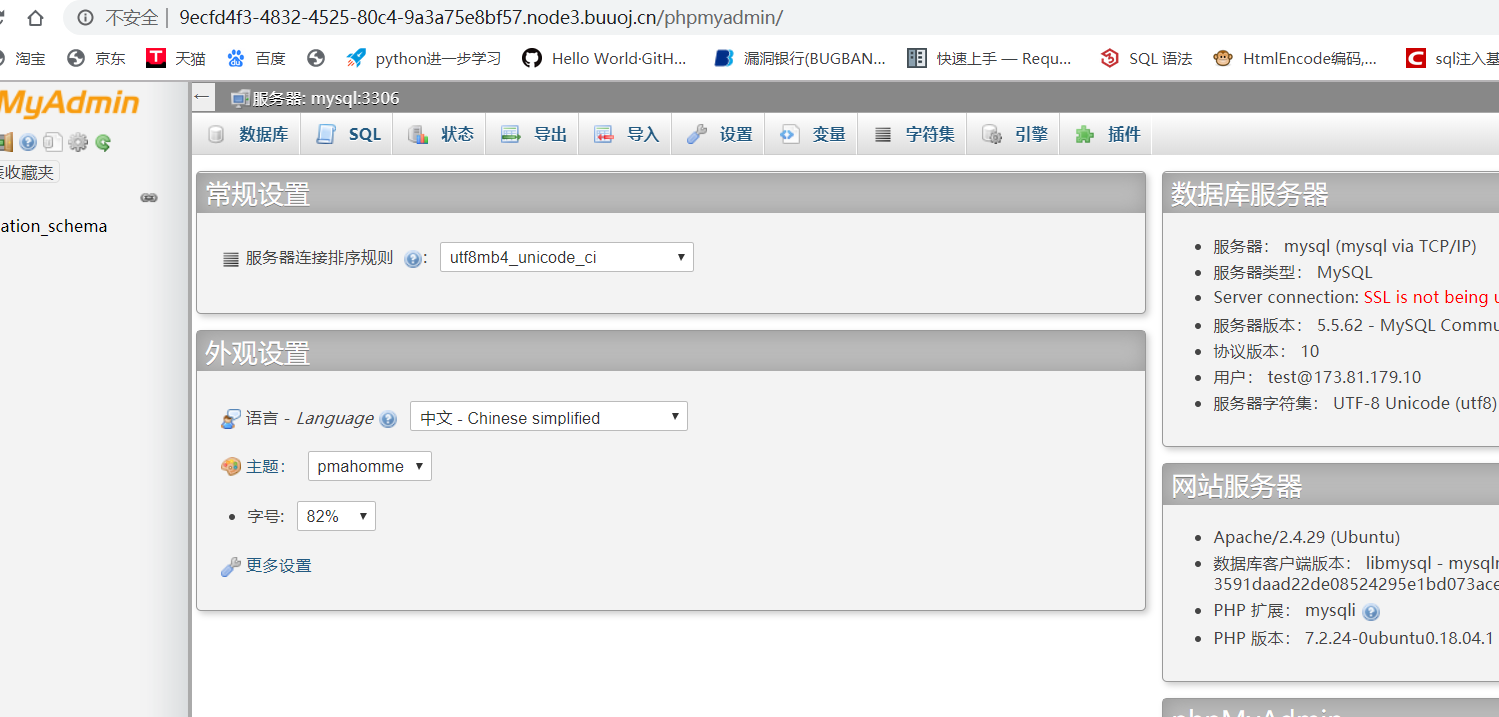 不安全 | 9ecfd4f3-4832-4525-80c4-9a3a75e8bf57.node3.buuoj.cn/phpmyadmin/
淘宝 京东 天猫 百度 python进一步学习 Hello World·GitH... 漏洞银行(BUGBAN... 快速上手 — Requ... SQL 语法 HtmlEncode编码,... sql注入基
MyAdmin
收藏夹
ation_schema
服务器: mysql:3306
数据库 SQL 状态 导出 导入 设置 变量 字符集 引擎 插件
常规设置
服务器连接排序规则 : utf8mb4_unicode_ci
外观设置
语言 - Language 中文 - Chinese simplified
主题: pmahomme
字号: 82%
更多设置
数据库服务器
服务器: mysql (mysql via TCP/IP)
服务器类型: MySQL
Server connection: SSL is not being u
服务器版本: 5.5.62 - MySQL Commu
协议版本: 10
用户: test@173.81.179.10
服务器字符集: UTF-8 Unicode (utf8)
网站服务器
Apache/2.4.29 (Ubuntu)
数据库客户端版本: libmysql - mysqln
3591daad22de08524295e1bd073ace
PHP 扩展: mysqli
PHP 版本: 7.2.24-0ubuntu0.18.04.1
phpMyAdmin